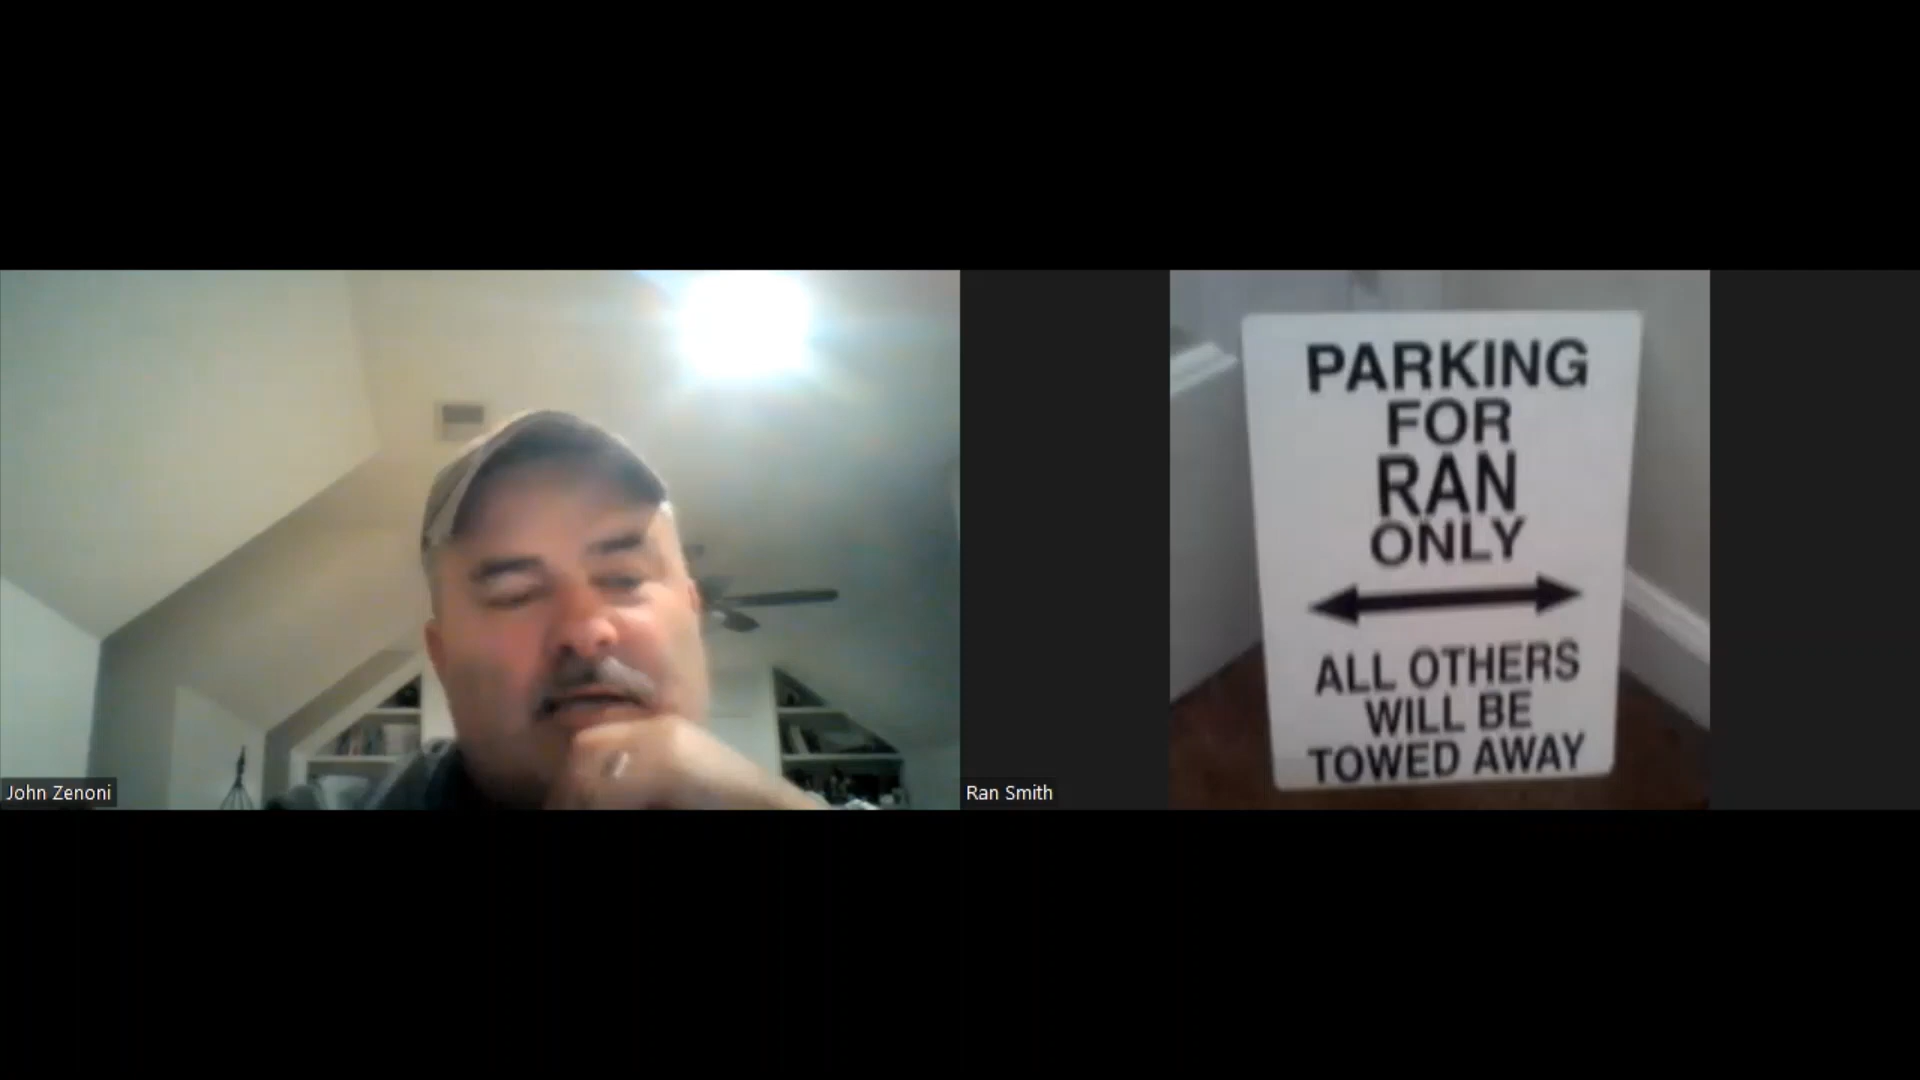 John Zenoni
Ran Smith
PARKING
FOR
RAN
ONLY
ALL OTHERS
WILL BE
TOWED AWAY